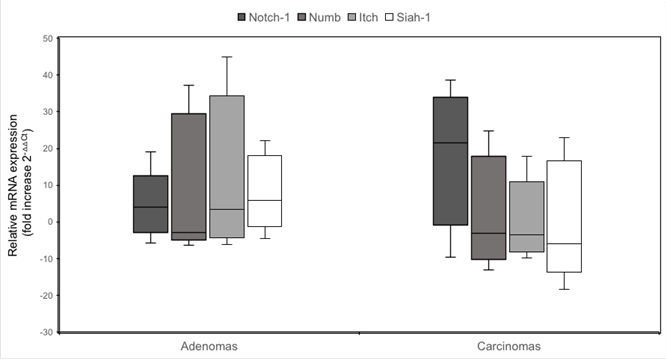 Notch-1 Numb Itch Siah-1
Relative mRNA expression
(fold increase 2-ΔΔCt)
50
40
30
20
10
0
-10
-20
-30
Adenomas Carcinomas